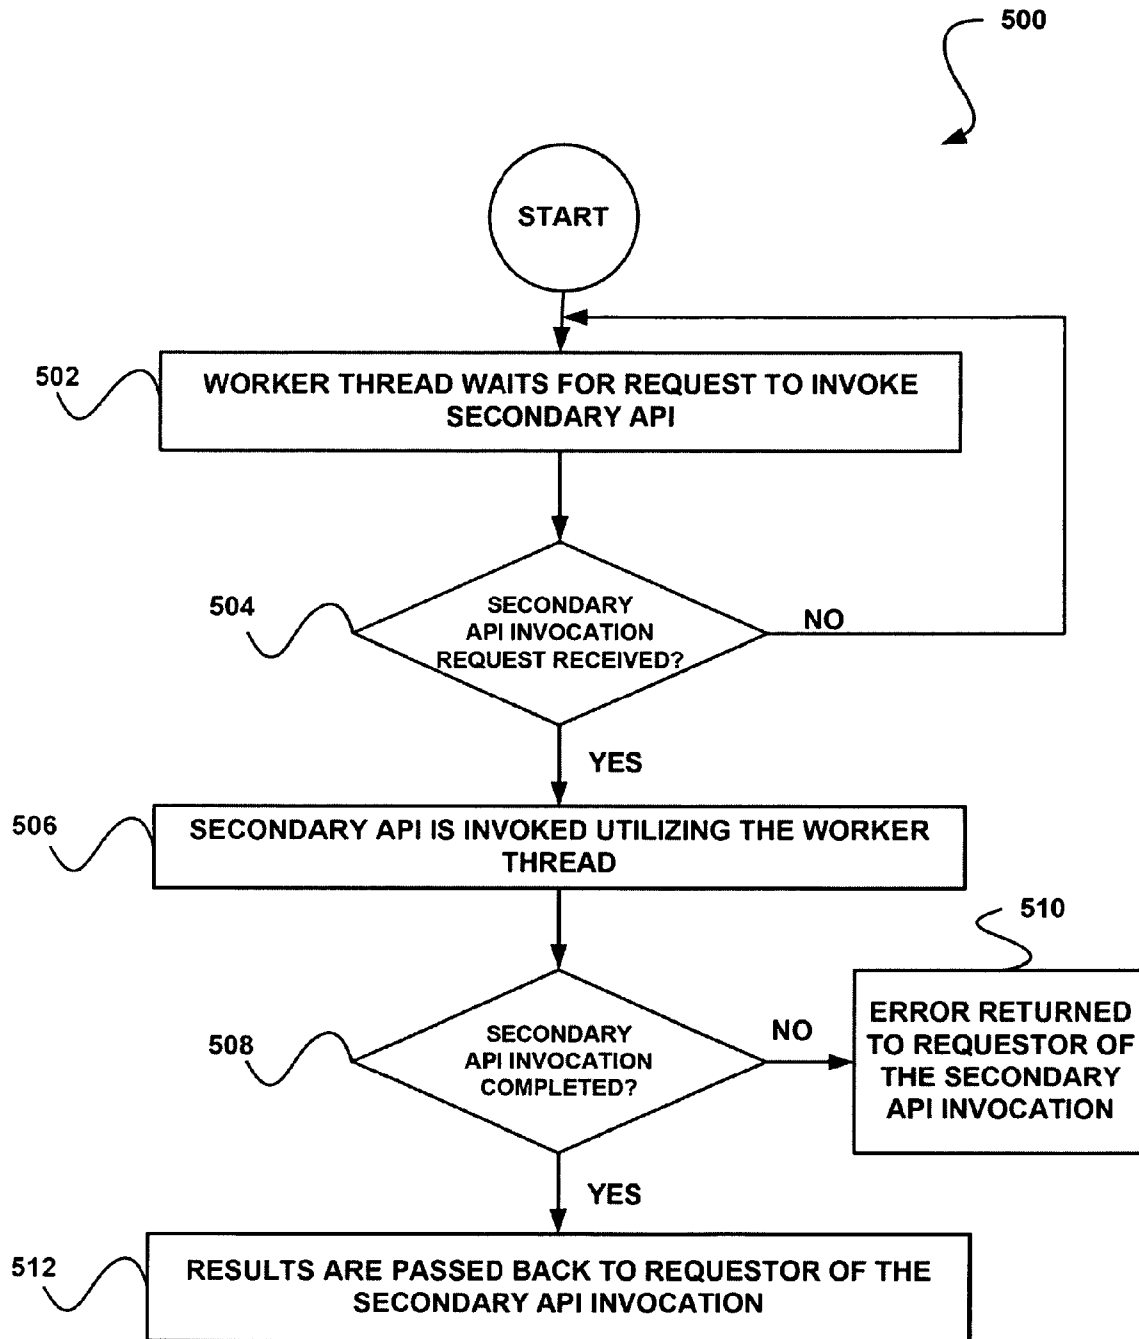 500
START
502
WORKER THREAD WAITS FOR REQUEST TO INVOKE
SECONDARY API
504
SECONDARY
API INVOCATION
REQUEST RECEIVED?
NO
YES
506
SECONDARY API IS INVOKED UTILIZING THE WORKER
THREAD
508
SECONDARY
API INVOCATION
COMPLETED?
NO
510
ERROR RETURNED
TO REQUESTOR OF
THE SECONDARY
API INVOCATION
YES
512
RESULTS ARE PASSED BACK TO REQUESTOR OF THE
SECONDARY API INVOCATION